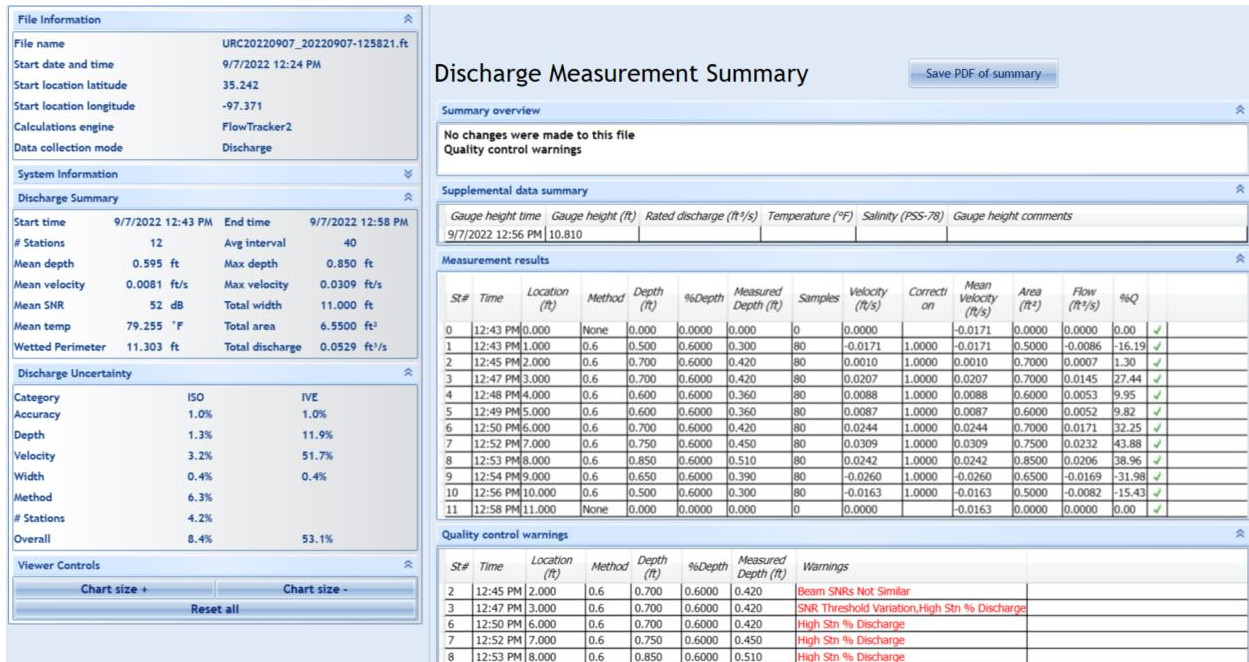 File Information
File name URC20220907_20220907-125821.ft
Start date and time 9/7/2022 12:24 PM
Start location latitude 35.242
Start location longitude -97.371
Calculations engine FlowTracker2
Data collection mode Discharge
System Information
Discharge Summary
Start time 9/7/2022 12:43 PM End time 9/7/2022 12:58 PM
# Stations 12 Avg interval 40
Mean depth 0.595 ft Max depth 0.850 ft
Mean velocity 0.0081 ft/s Max velocity 0.0309 ft/s
Mean SNR 52 dB Total width 11.000 ft
Mean temp 79.255 °F Total area 6.5500 ft²
Wetted Perimeter 11.303 ft Total discharge 0.0529 ft³/s
Discharge Uncertainty
Category ISO IVE
Accuracy 1.0% 1.0%
Depth 1.3% 11.9%
Velocity 3.2% 51.7%
Width 0.4% 0.4%
Method 6.3%
# Stations 4.2%
Overall 8.4% 53.1%
Viewer Controls
Chart size + Chart size -
Reset all
Discharge Measurement Summary
Save PDF of summary
Summary overview
No changes were made to this file
Quality control warnings
Supplemental data summary
Gauge height time Gauge height (ft) Rated discharge (ft³/s) Temperature (°F) Salinity (PSS-78) Gauge height comments
9/7/2022 12:56 PM 10.810
Measurement results
St# Time Location (ft) Method Depth (ft) %Depth Measured Depth (ft) Samples Velocity (ft/s) Correcti on Mean Velocity (ft/s) Area (ft²) Flow (ft³/s) %Q
0 12:43 PM 0.000 None 0.000 0.0000 0.000 0 0.0000 -0.0171 0.0000 0.0000 0.00 ✓
1 12:43 PM 1.000 0.6 0.500 0.6000 0.300 80 -0.0171 1.0000 -0.0171 0.5000 -0.0086 -16.19 ✓
2 12:45 PM 2.000 0.6 0.700 0.6000 0.420 80 0.0010 1.0000 0.0010 0.7000 0.0007 1.30 ✓
3 12:47 PM 3.000 0.6 0.700 0.6000 0.420 80 0.0207 1.0000 0.0207 0.7000 0.0145 27.44 ✓
4 12:48 PM 4.000 0.6 0.600 0.6000 0.360 80 0.0088 1.0000 0.0088 0.6000 0.0053 9.95 ✓
5 12:49 PM 5.000 0.6 0.600 0.6000 0.360 80 0.0087 1.0000 0.0087 0.6000 0.0052 9.82 ✓
6 12:50 PM 6.000 0.6 0.700 0.6000 0.420 80 0.0244 1.0000 0.0244 0.7000 0.0171 32.25 ✓
7 12:52 PM 7.000 0.6 0.750 0.6000 0.450 80 0.0309 1.0000 0.0309 0.7500 0.0232 43.88 ✓
8 12:53 PM 8.000 0.6 0.850 0.6000 0.510 80 0.0242 1.0000 0.0242 0.8500 0.0206 38.96 ✓
9 12:54 PM 9.000 0.6 0.650 0.6000 0.390 80 -0.0260 1.0000 -0.0260 0.6500 -0.0169 -31.98 ✓
10 12:56 PM 10.000 0.6 0.500 0.6000 0.300 80 -0.0163 1.0000 -0.0163 0.5000 -0.0082 -15.43 ✓
11 12:58 PM 11.000 None 0.000 0.0000 0.000 0 0.0000 -0.0163 0.0000 0.0000 0.00 ✓
Quality control warnings
St# Time Location (ft) Method Depth (ft) %Depth Measured Depth (ft) Warnings
2 12:45 PM 2.000 0.6 0.700 0.6000 0.420 Beam SNRs Not Similar
3 12:47 PM 3.000 0.6 0.700 0.6000 0.420 SNR Threshold Variation,High Stn % Discharge
6 12:50 PM 6.000 0.6 0.700 0.6000 0.420 High Stn % Discharge
7 12:52 PM 7.000 0.6 0.750 0.6000 0.450 High Stn % Discharge
8 12:53 PM 8.000 0.6 0.850 0.6000 0.510 High Stn % Discharge